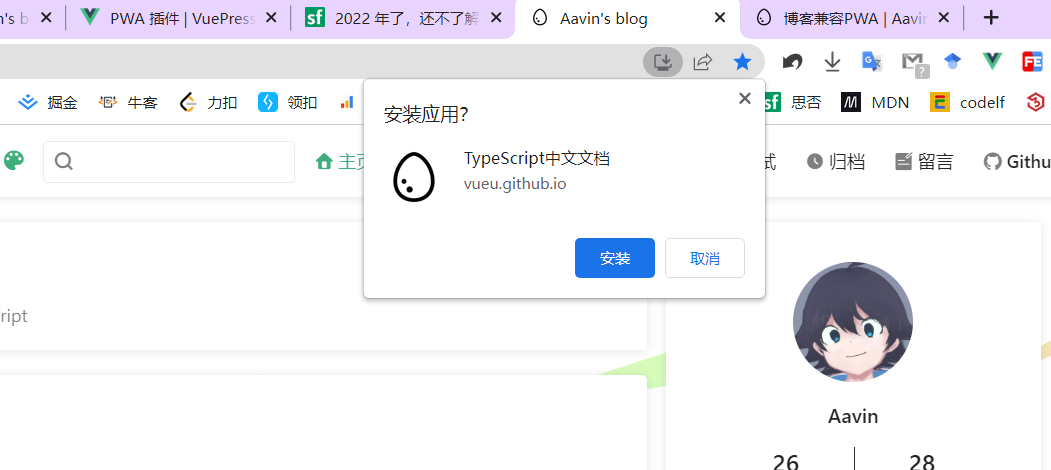 n's b
PWA 插件 | VuePress
2022 年了，还不了解
Aavin's blog
博客兼容PWA | Aavin
掘金 牛客 力扣 领扣 思否 MDN codelf
安装应用?
TypeScript中文文档
vueu.github.io
安装 取消
主页 试 归档 留言 Githu
ript
Aavin
26 28